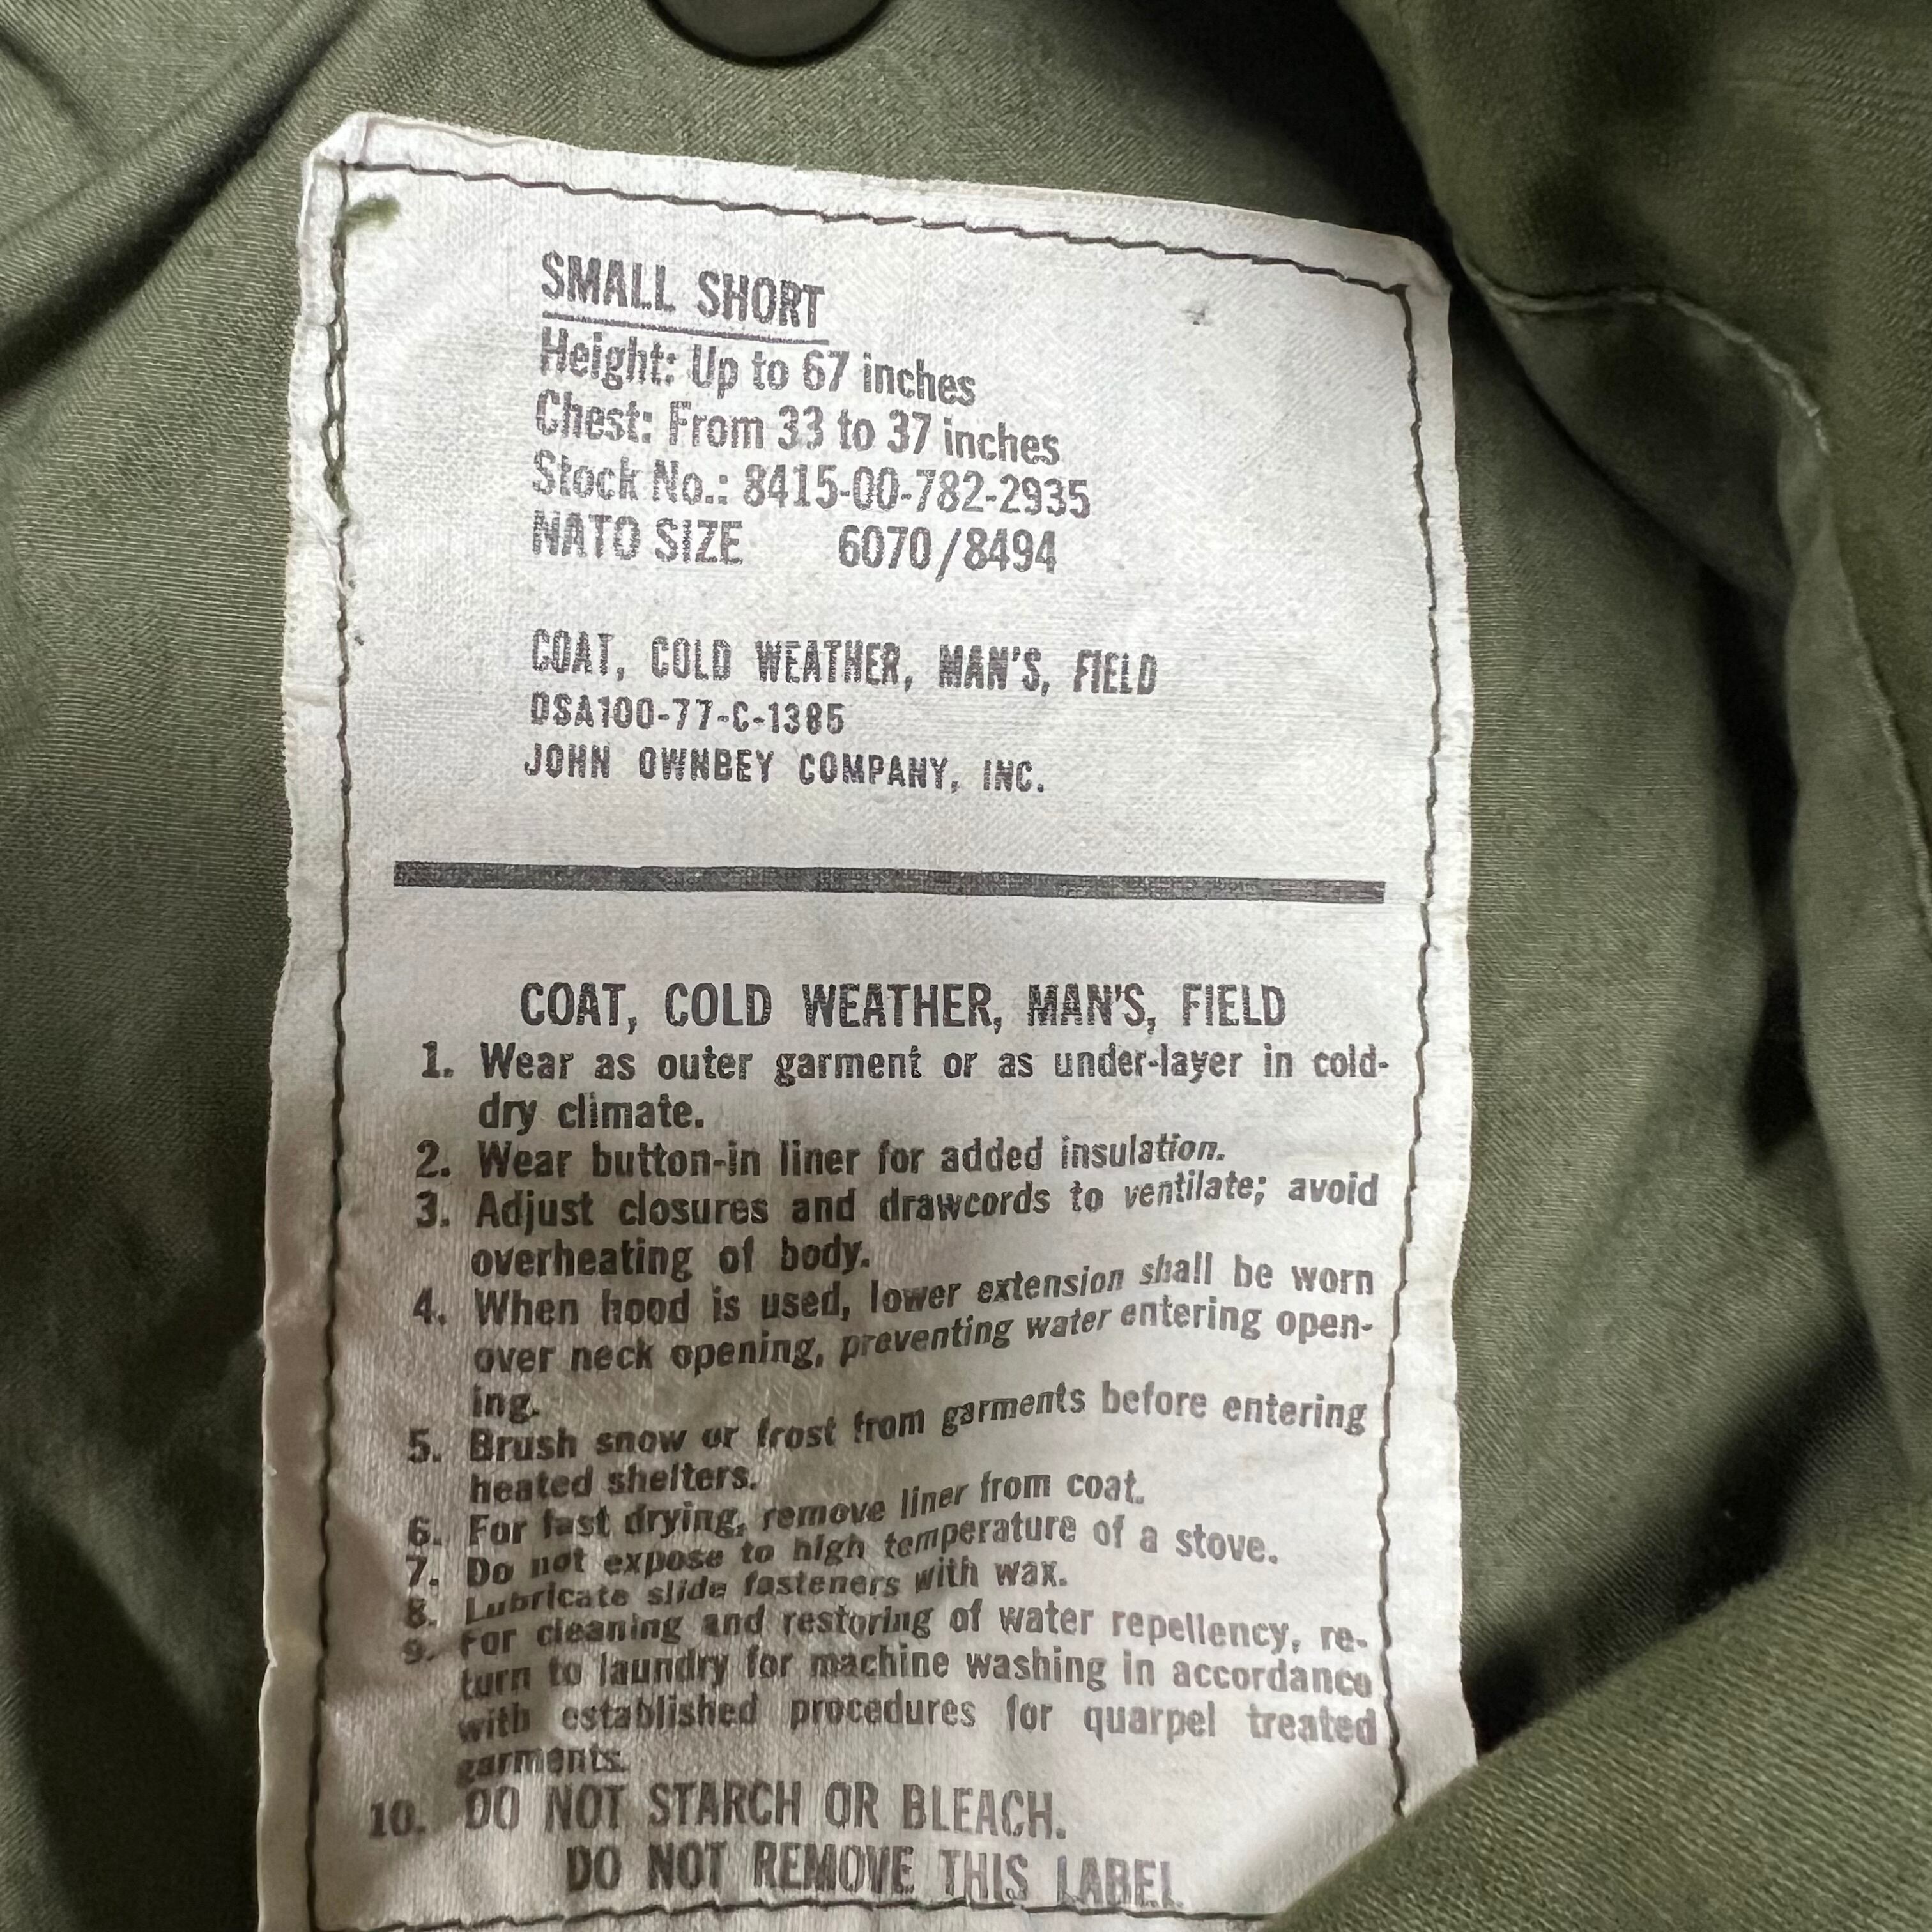 SMALL SHORT
Height: Up to 67 inches
Chest: From 33 to 37 inches
Stock No.: 8415-00-782-2935
NATO SIZE 6070/8494
COAT, COLD WEATHER, MAN'S, FIELD
DSA100-77-C-1385
JOHN OWNBEY COMPANY, INC.
COAT, COLD WEATHER, MAN'S, FIELD
1. Wear as outer garment or as under-layer in cold-
dry climate.
2. Wear button-in liner for added insulation.
3. Adjust closures and drawcords to ventilate; avoid
overheating of body.
4. When hood is used, lower extension shall be worn
over neck opening, preventing water entering open-
ing.
5. Brush snow or frost from garments before entering
heated shelters.
6. For fast drying, remove liner from coat.
7. Do not expose to high temperature of a stove.
8. Lubricate slide fasteners with wax.
9. For cleaning and restoring of water repellency, re-
turn to laundry for machine washing in accordance
with established procedures for quarpel treated
garments.
10. DO NOT STARCH OR BLEACH.
DO NOT REMOVE THIS LABEL